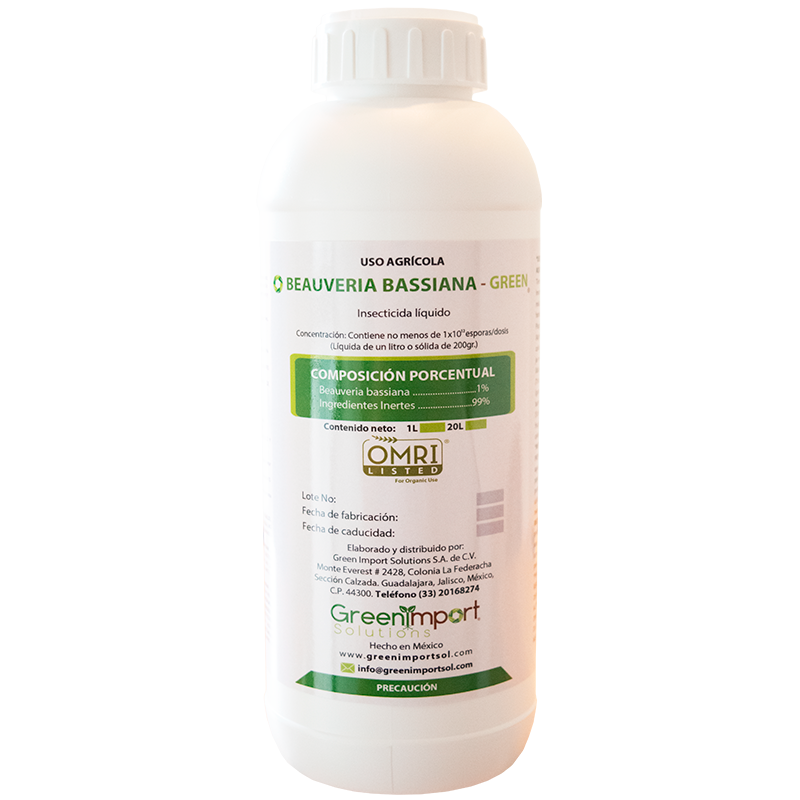 USO AGRÍCOLA
BEAUVERIA BASSIANA - GREEN
Insecticida líquido
Concentración: Contiene no menos de 1x10¹² esporas/dosis
(Líquida de un litro o sólida de 200gr.)
COMPOSICIÓN PORCENTUAL
Beauveria bassiana ..........................1%
Ingredientes Inertes ......................99%
Contenido neto: 1L 20L
OMRI ®
LISTED
For Organic Use
Lote No:
Fecha de fabricación:
Fecha de caducidad:
Elaborado y distribuido por:
Green Import Solutions S.A. de C.V.
Monte Everest # 2428, Colonia La Federacha
Sección Calzada. Guadalajara, Jalisco, México,
C.P. 44300. Teléfono (33) 20168274
Greenimport
Solutions
Hecho en México
www.greenimportsol.com
info@greenimportsol.com
PRECAUCIÓN